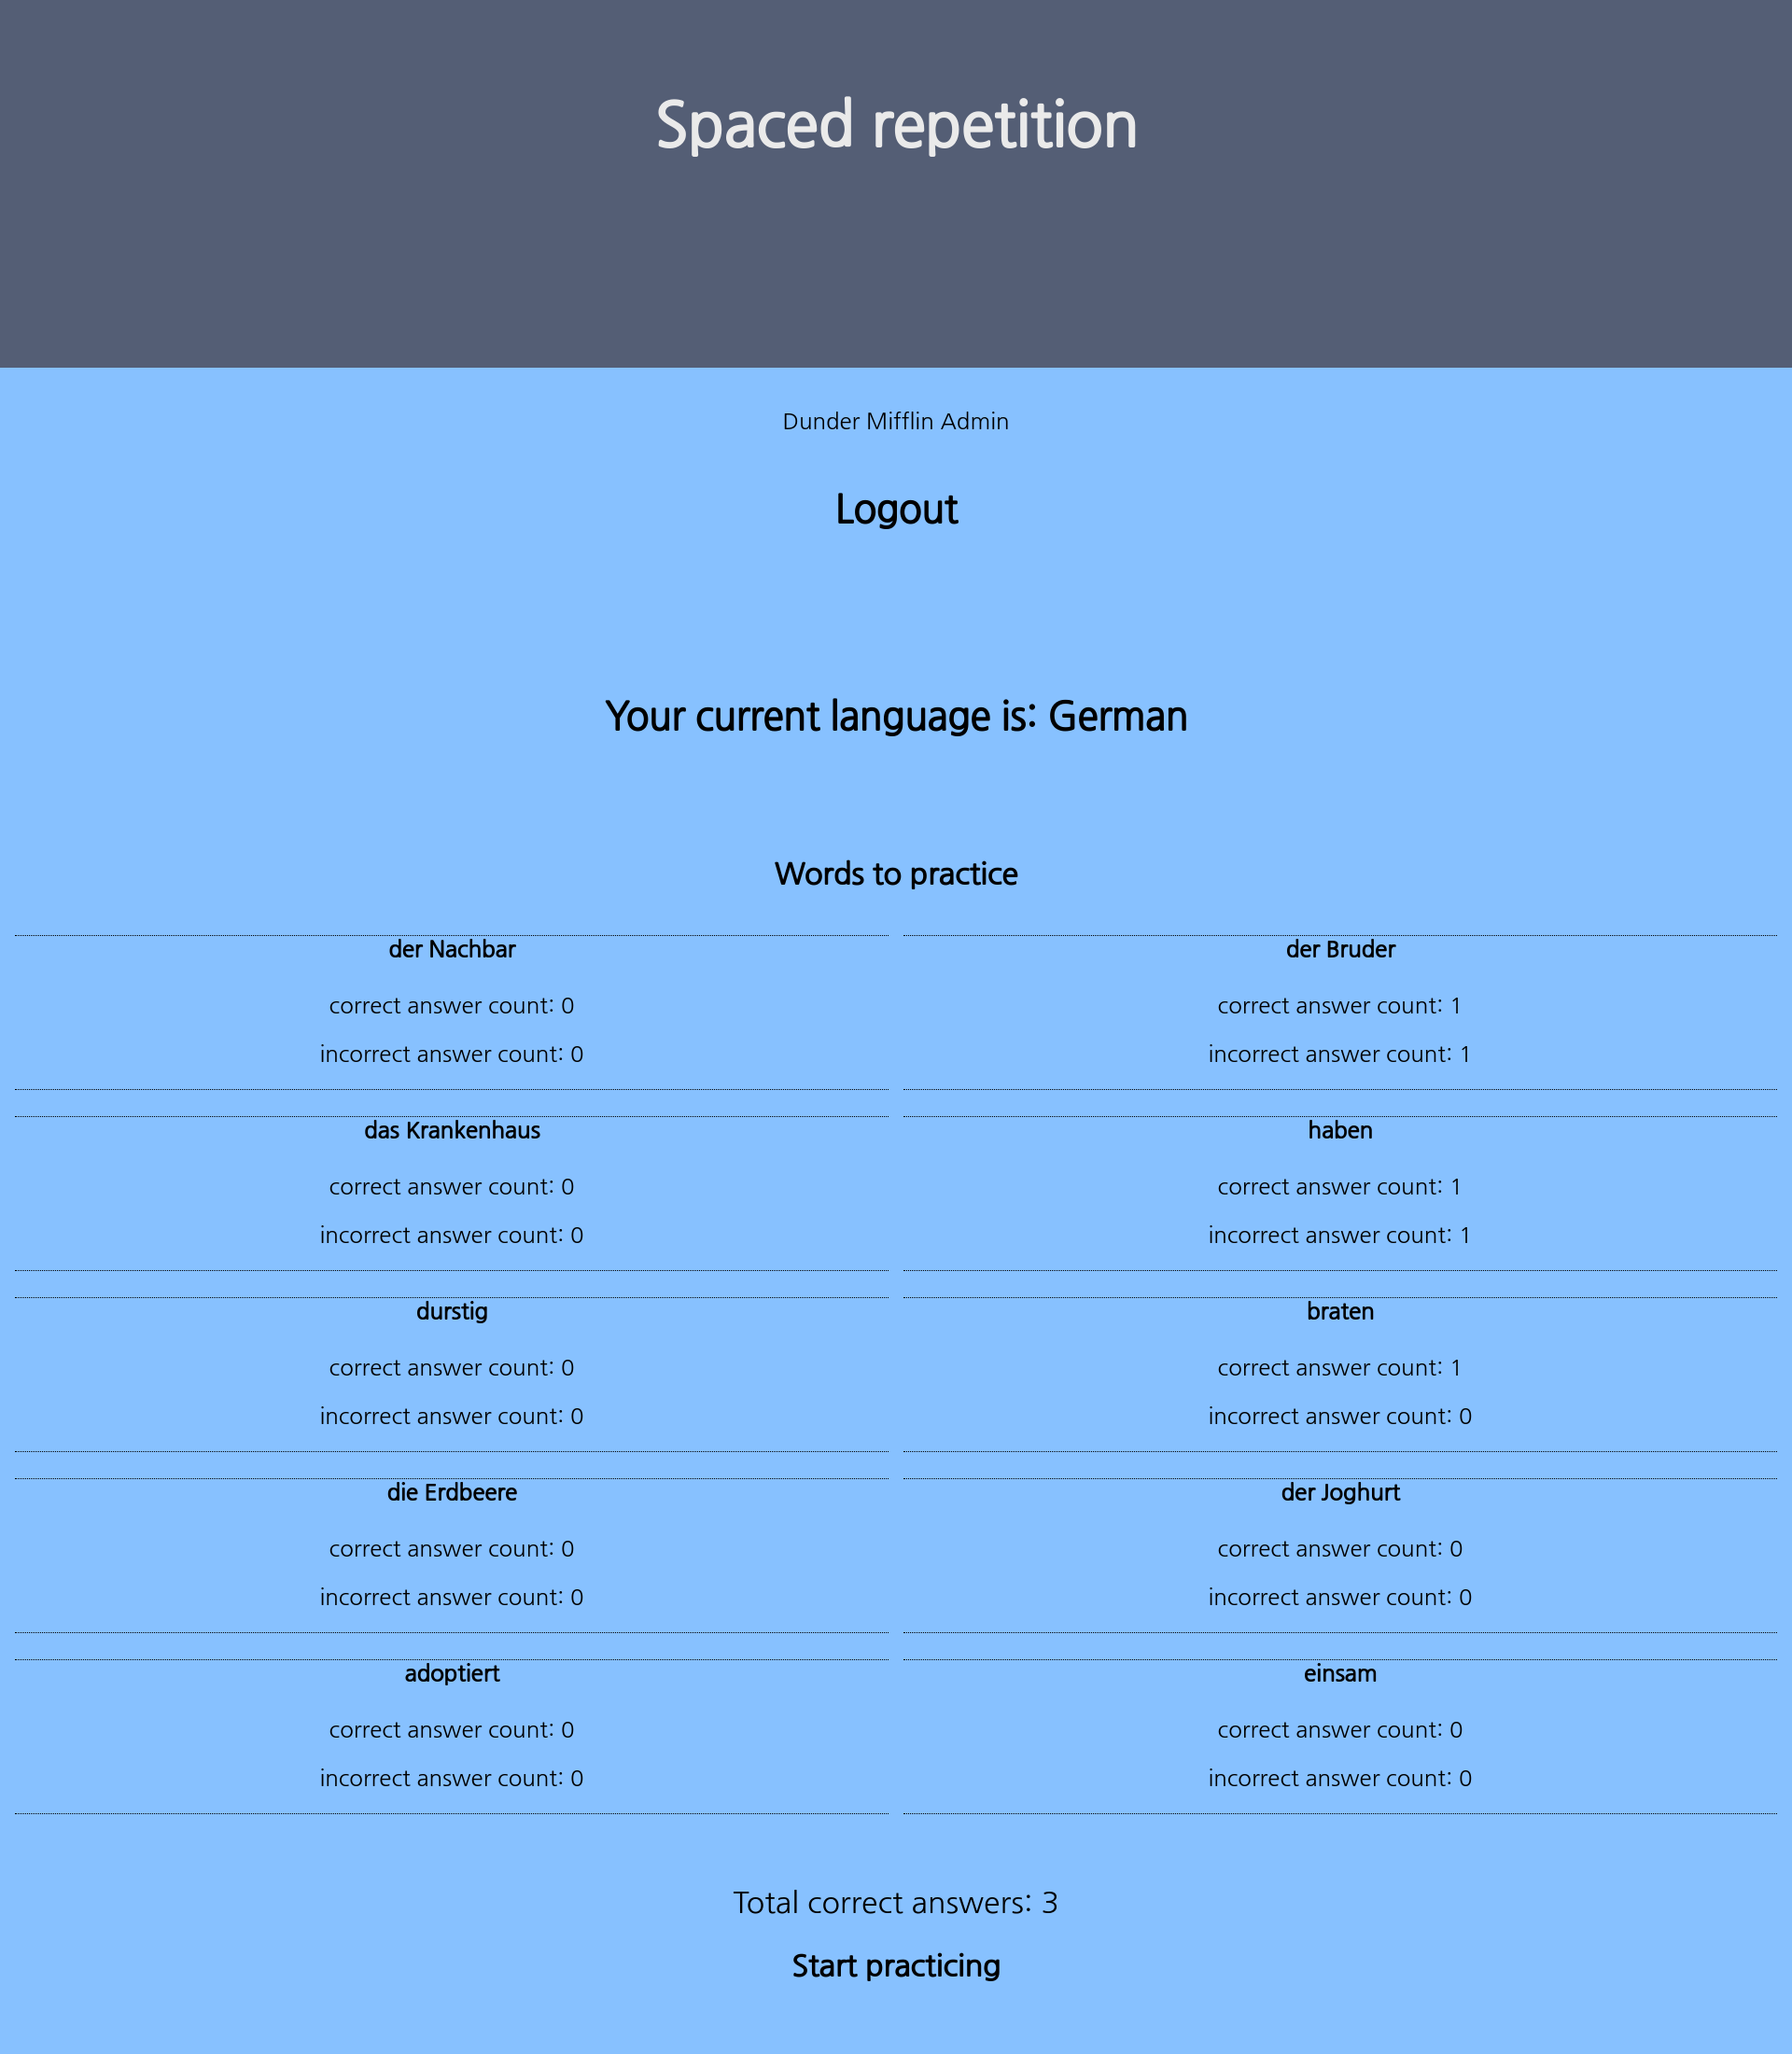 Spaced repetition
Dunder Mifflin Admin
Logout
Your current language is: German
Words to practice
der Nachbar
correct answer count: 0
incorrect answer count: 0
der Bruder
correct answer count: 1
incorrect answer count: 1
das Krankenhaus
correct answer count: 0
incorrect answer count: 0
haben
correct answer count: 1
incorrect answer count: 1
durstig
correct answer count: 0
incorrect answer count: 0
braten
correct answer count: 1
incorrect answer count: 0
die Erdbeere
correct answer count: 0
incorrect answer count: 0
der Joghurt
correct answer count: 0
incorrect answer count: 0
adoptiert
correct answer count: 0
incorrect answer count: 0
einsam
correct answer count: 0
incorrect answer count: 0
Total correct answers: 3
Start practicing